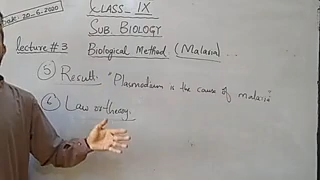 Date: 20-6-2020
CLASS- IX
SUB. BIOLOGY
Lecture # 3 Biological Method (Malaria)
⑤ Result: "Plasmodium is the cause of malaria"
⑥ Law or theory.